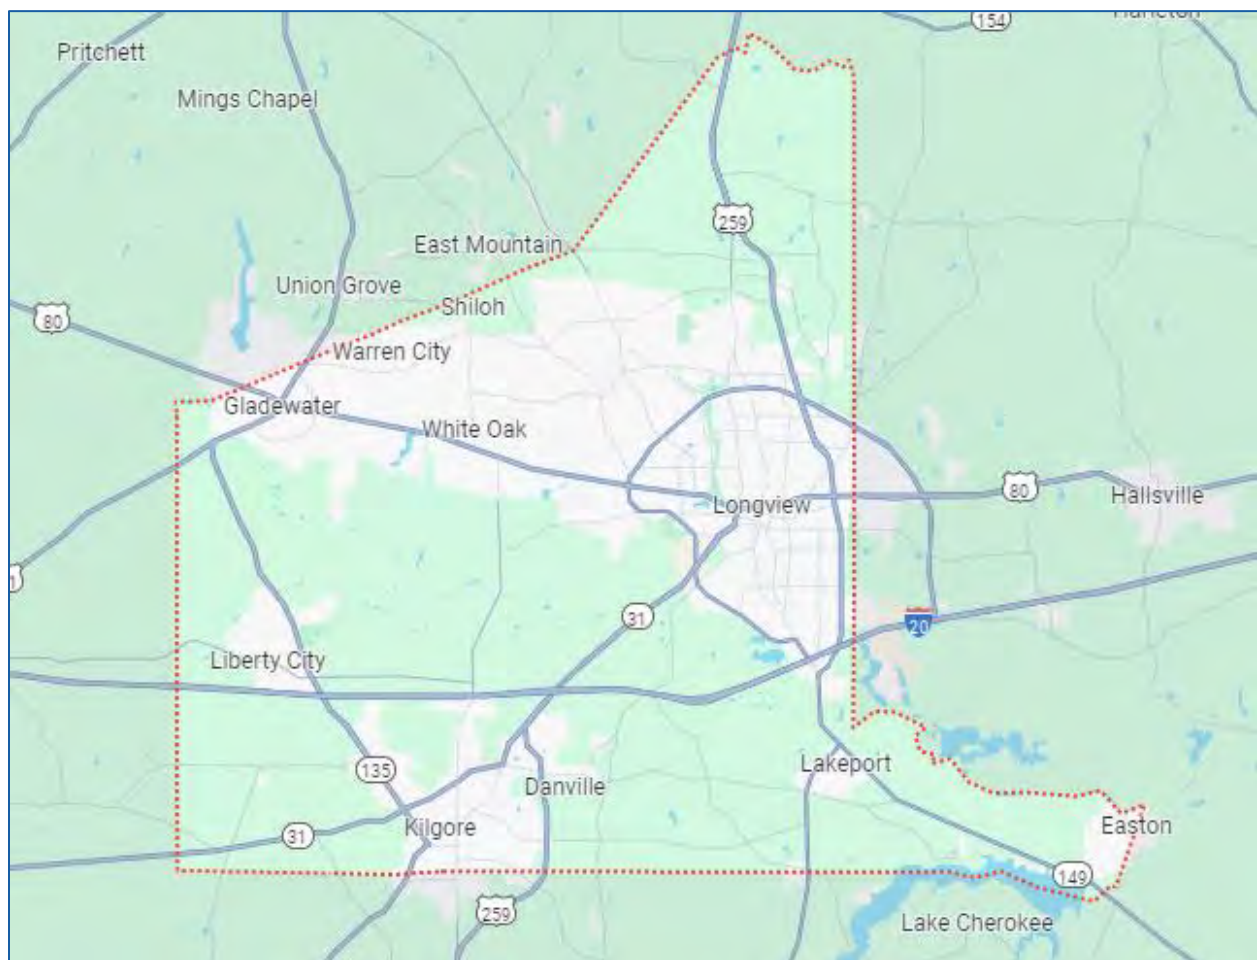 154
Pritchett
Mings Chapel
259
East Mountain
Union Grove
Shiloh
80
Warren City
Gladewater
White Oak
80
Hallsville
Longview
31
20
Liberty City
135
Lakeport
Danville
Easton
Kilgore
31
149
259
Lake Cherokee